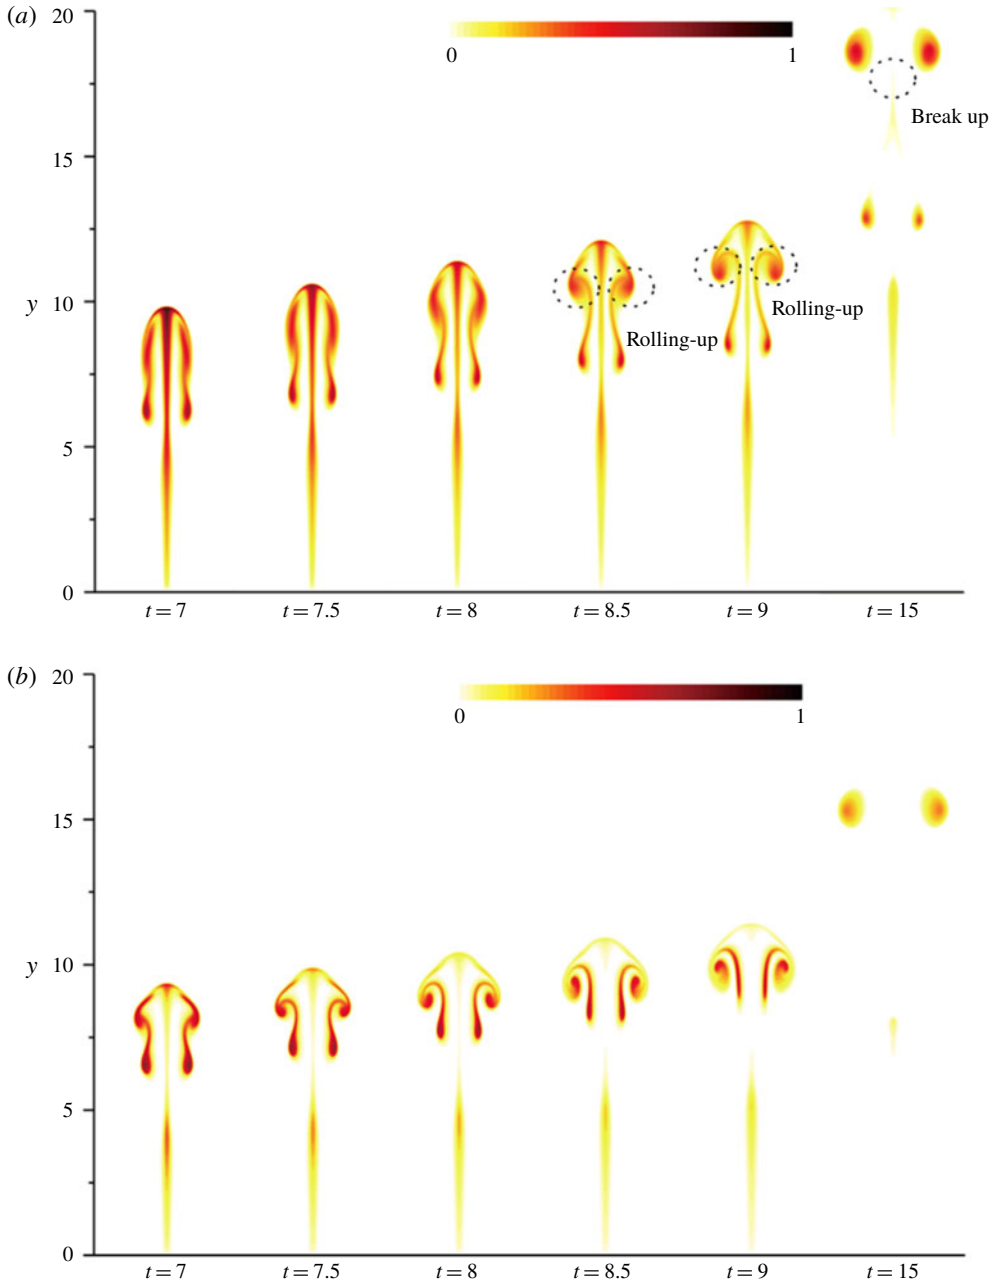 (a)
20
0 1
Break up
15
10
y
Rolling-up
Rolling-up
5
0
t = 7 t = 7.5 t = 8 t = 8.5 t = 9 t = 15
(b)
20
0 1
15
y
10
5
0
t = 7 t = 7.5 t = 8 t = 8.5 t = 9 t = 15